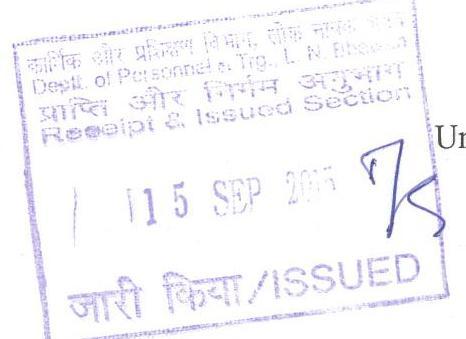 कार्मिक और प्रशिक्षण विभाग, लोक नायक भवन
Deptt. of Personnel & Trg., L. N. Bhawan
प्राप्ति और निर्गम अनुभाग
Receipt & Issued Section
Un
15 SEP
जारी किया/ISSUED